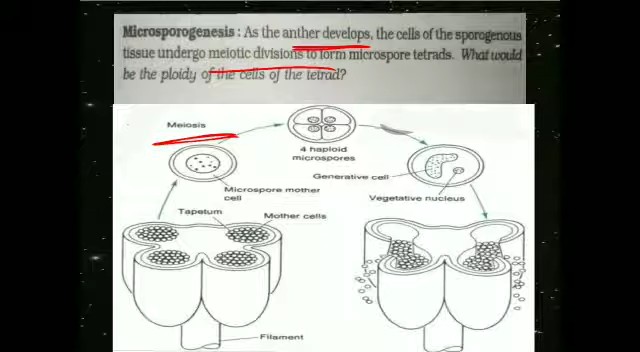 Microsporogenesis : As the anther develops, the cells of the sporogenous
tissue undergo meiotic divisions to form microspore tetrads. What would
be the ploidy of the cells of the tetrad?
Meiosis
4 haploid
microspores
Generative cell
Microspore mother
cell
Vegetative nucleus
Tapetum
Mother cells
Filament